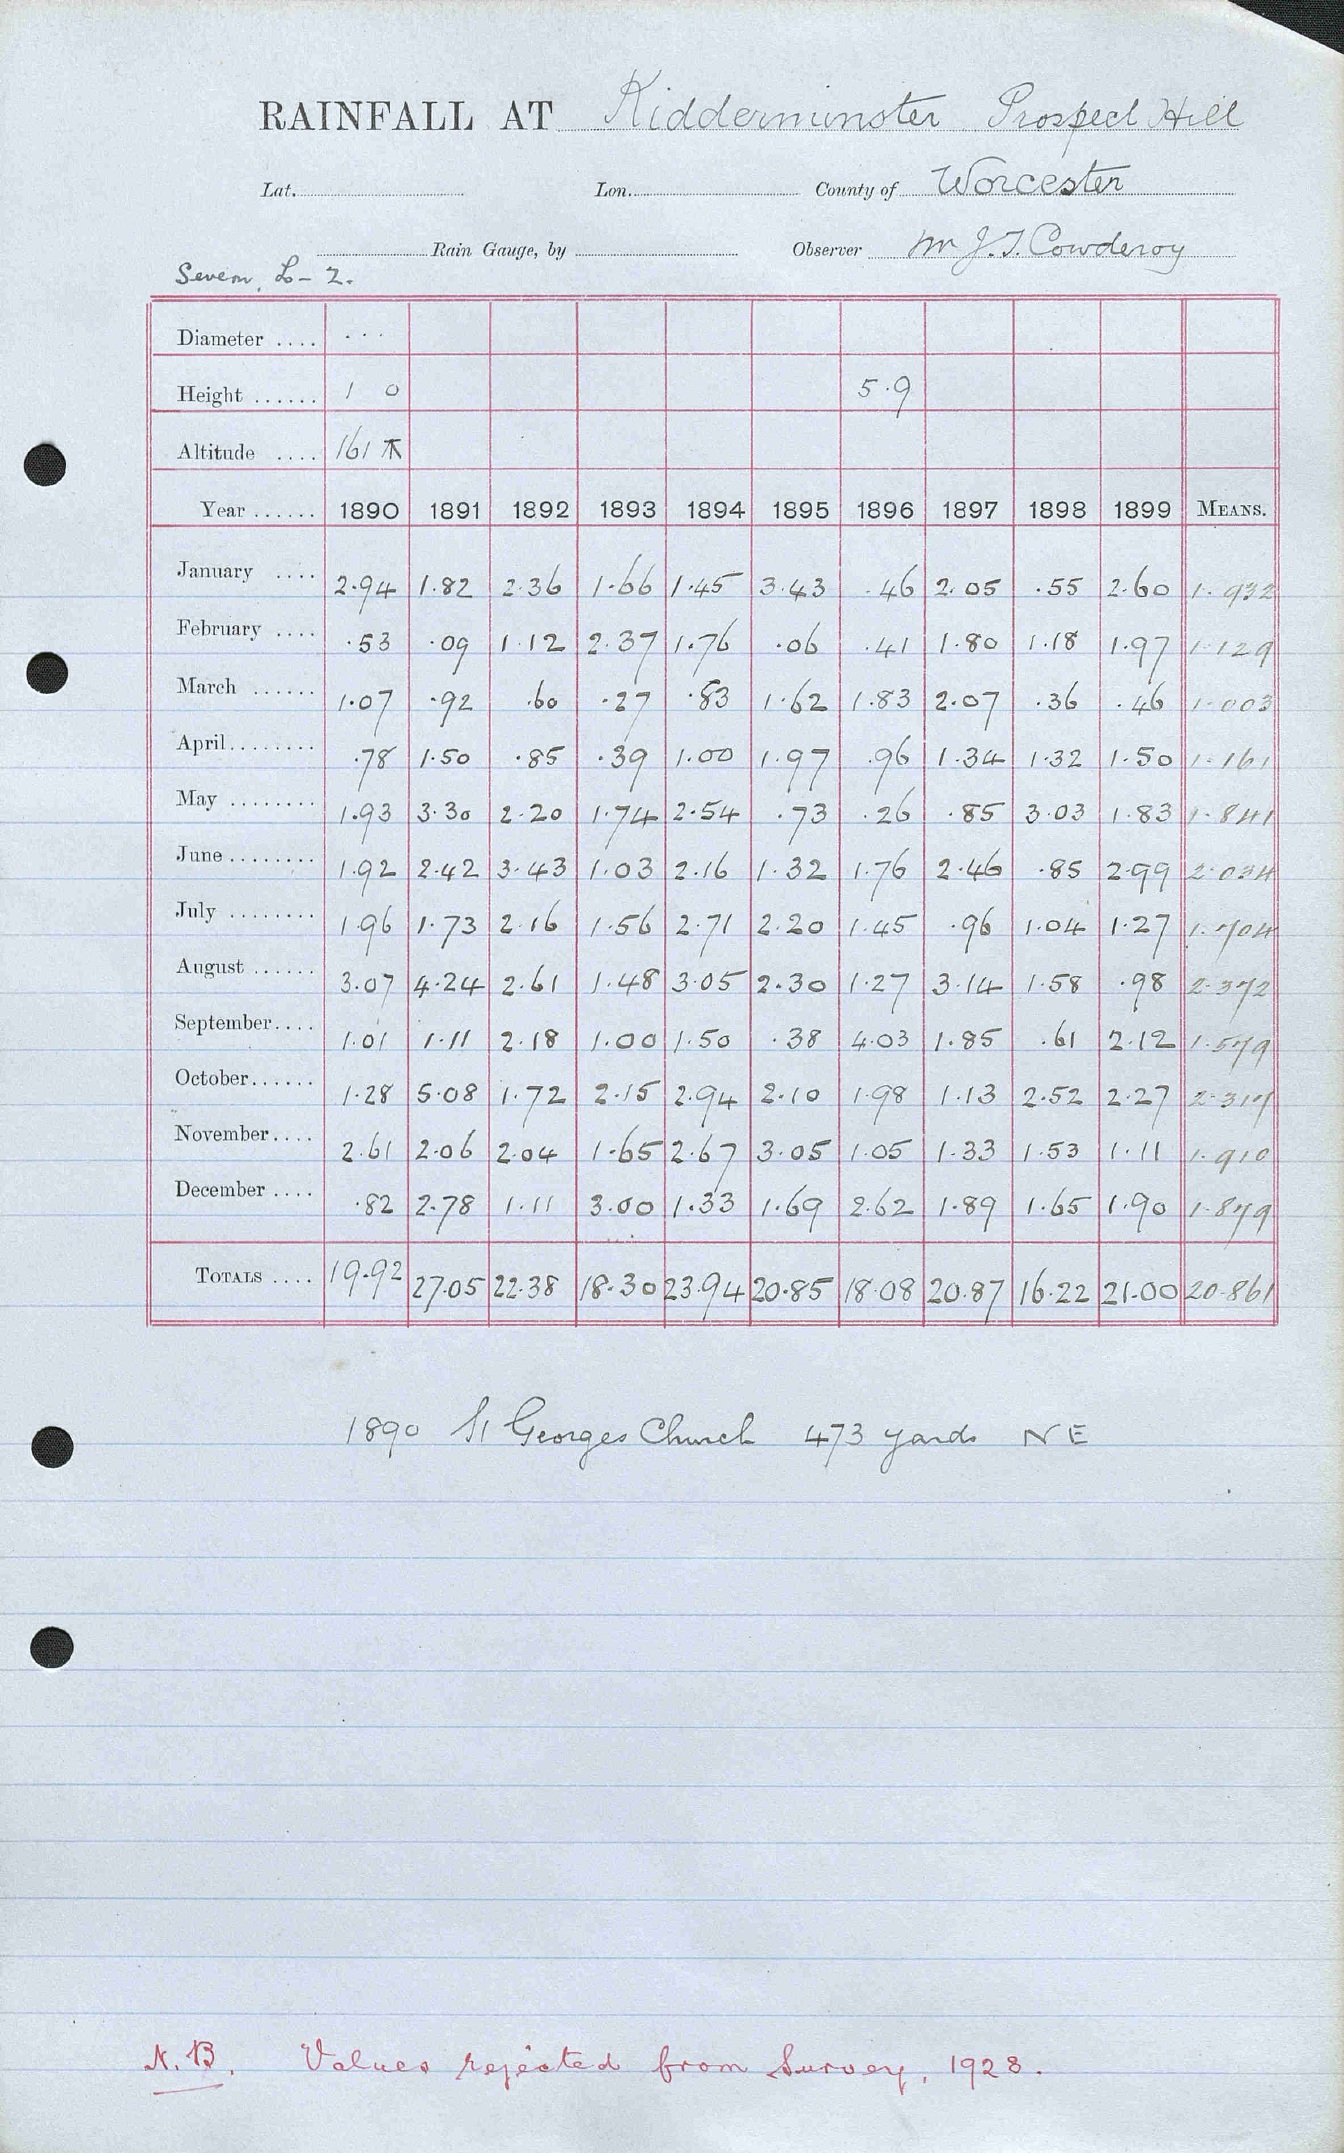 RAINFALL AT Kidderminster Prospect Hill
Lat. Lon. County of Worcester
Rain Gauge, by Observer Mr J.T. Cowderoy
Severn, L-2.
Diameter .... ...
Height ...... 1 0 5.9
Altitude .... 161
Year ...... 1890 1891 1892 1893 1894 1895 1896 1897 1898 1899 MEANS.
January .... 2.94 1.82 2.36 1.66 1.45 3.43 .46 2.05 .55 2.60 1.932
February .... .53 .09 1.12 2.37 1.76 .06 .41 1.80 1.18 1.97 1.129
March ...... 1.07 .92 .60 .27 .83 1.62 1.83 2.07 .36 .46 1.003
April........ .78 1.50 .85 .39 1.00 1.97 .96 1.34 1.32 1.50 1.161
May ........ 1.93 3.30 2.20 1.74 2.54 .73 .26 .85 3.03 1.83 1.841
June........ 1.92 2.42 3.43 1.03 2.16 1.32 1.76 2.46 .85 2.99 2.034
July ........ 1.96 1.73 2.16 1.56 2.71 2.20 1.45 .96 1.04 1.27 1.704
August ...... 3.07 4.24 2.61 1.48 3.05 2.30 1.27 3.14 1.58 .98 2.372
September.... 1.01 1.11 2.18 1.00 1.50 .38 4.03 1.85 .61 2.12 1.579
October...... 1.28 5.08 1.72 2.15 2.94 2.10 1.98 1.13 2.52 2.27 2.317
November.... 2.61 2.06 2.04 1.65 2.67 3.05 1.05 1.33 1.53 1.11 1.910
December .... .82 2.78 1.11 3.00 1.33 1.69 2.62 1.89 1.65 1.90 1.879
TOTALS .... 19.92 27.05 22.38 18.30 23.94 20.85 18.08 20.87 16.22 21.00 20.861
1890 St Georges Church 473 yards NE
N.B. Values rejected from Survey, 1928.